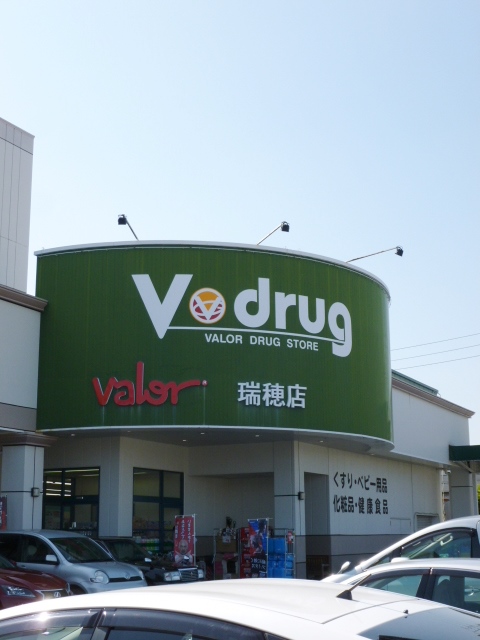 V drug
VALOR DRUG STORE
valor
瑞穂店
くすり・ベビー用品
化粧品・健康食品